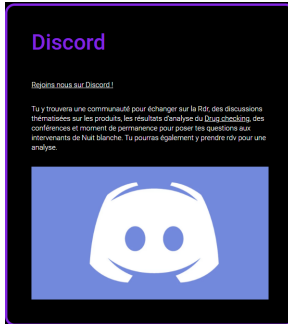 Discord
Rejoins nous sur Discord !
Tu y trouvera une communauté pour échanger sur la Rdr, des discussions
thématisées sur les produits, les résultats d'analyse du Drug checking, des
conférences et moment de permanence pour poser tes questions aux
intervenants de Nuit blanche. Tu pourras également y prendre rdv pour une
analyse.